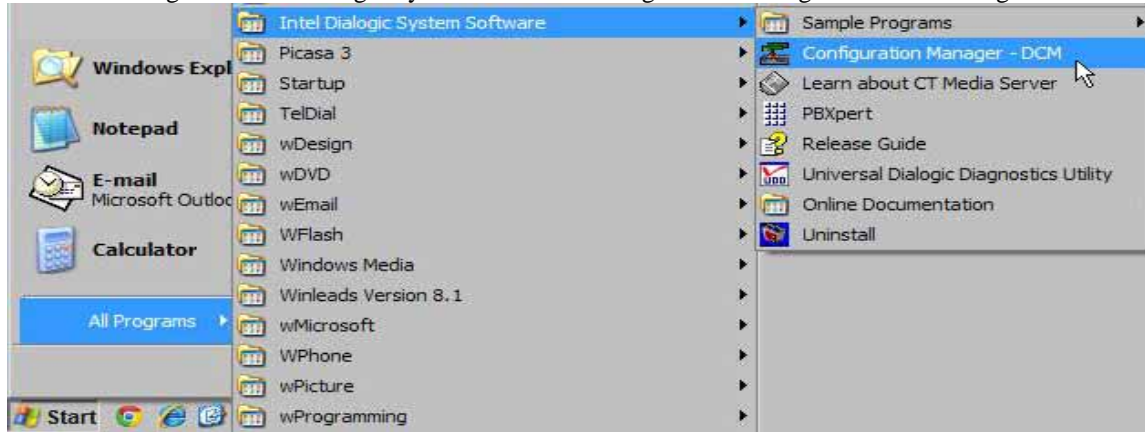 Windows Expl
Notepad
E-mail
Microsoft Outloo
Calculator
All Programs
Start
Intel Dialogic System Software
Picasa 3
Startup
TelDial
wDesign
wDVD
wEmail
WFlash
Windows Media
Winleads Version 8.1
wMicrosoft
WPhone
wPicture
wProgramming
Sample Programs
Configuration Manager - DCM
Learn about CT Media Server
PBXpert
Release Guide
Universal Dialogic Diagnostics Utility
Online Documentation
Uninstall